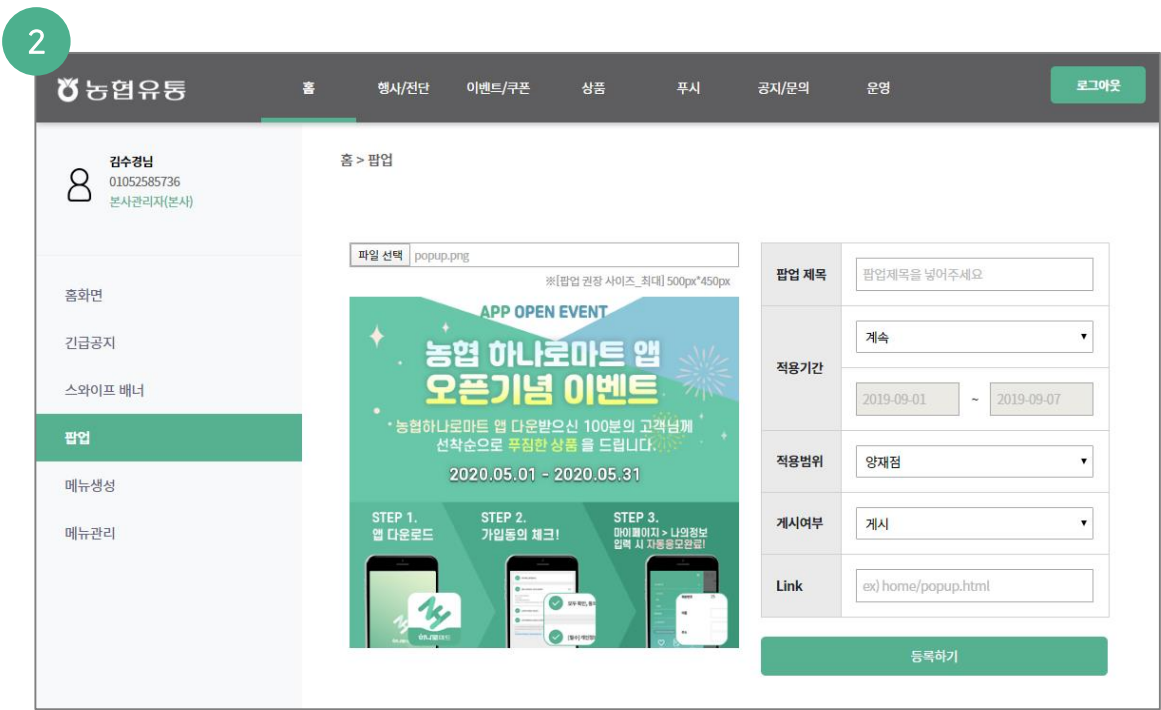 2
농협유통
홈 행사/전단 이벤트/쿠폰 상품 푸시 공지/문의 운영 로그아웃
김수경님
01052585736
본사관리자(본사)
홈화면
긴급공지
스와이프 배너
팝업
메뉴생성
메뉴관리
홈 > 팝업
파일 선택 popup.png
※[팝업 권장 사이즈_최대] 500px*450px
APP OPEN EVENT
농협 하나로마트 앱
오픈기념 이벤트
농협하나로마트 앱 다운받으신 100분의 고객님께
선착순으로 푸짐한 상품 을 드립니다.
2020.05.01 - 2020.05.31
STEP 1.
앱 다운로드
STEP 2.
가입동의 체크!
STEP 3.
마이페이지 > 나의정보
입력 시 자동응모완료!
팝업 제목 팝업제목을 넣어주세요
적용기간 계속
2019-09-01 ~ 2019-09-07
적용범위 양재점
게시여부 게시
Link ex) home/popup.html
등록하기